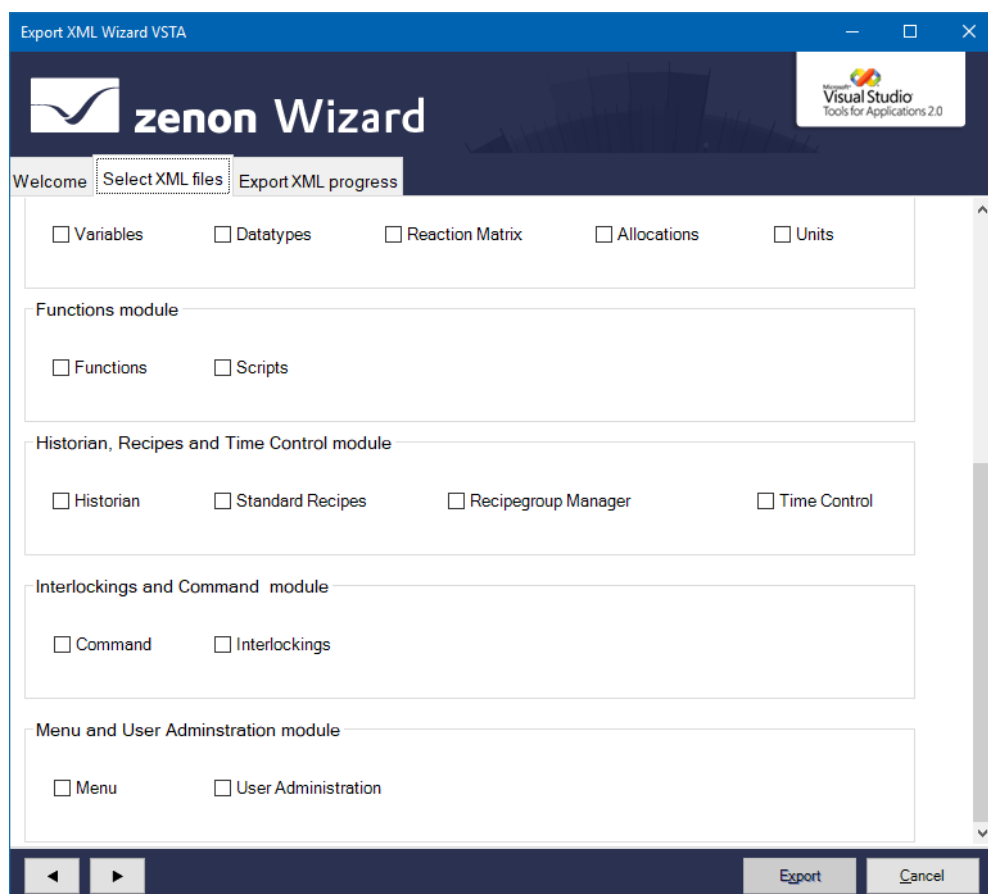 Export XML Wizard VSTA
zenon Wizard
Microsoft
Visual Studio
Tools for Applications 2.0
Welcome Select XML files Export XML progress
Variables Datatypes Reaction Matrix Allocations Units
Functions module
Functions Scripts
Historian, Recipes and Time Control module
Historian Standard Recipes Recipegroup Manager Time Control
Interlockings and Command module
Command Interlockings
Menu and User Adminstration module
Menu User Administration
Export Cancel